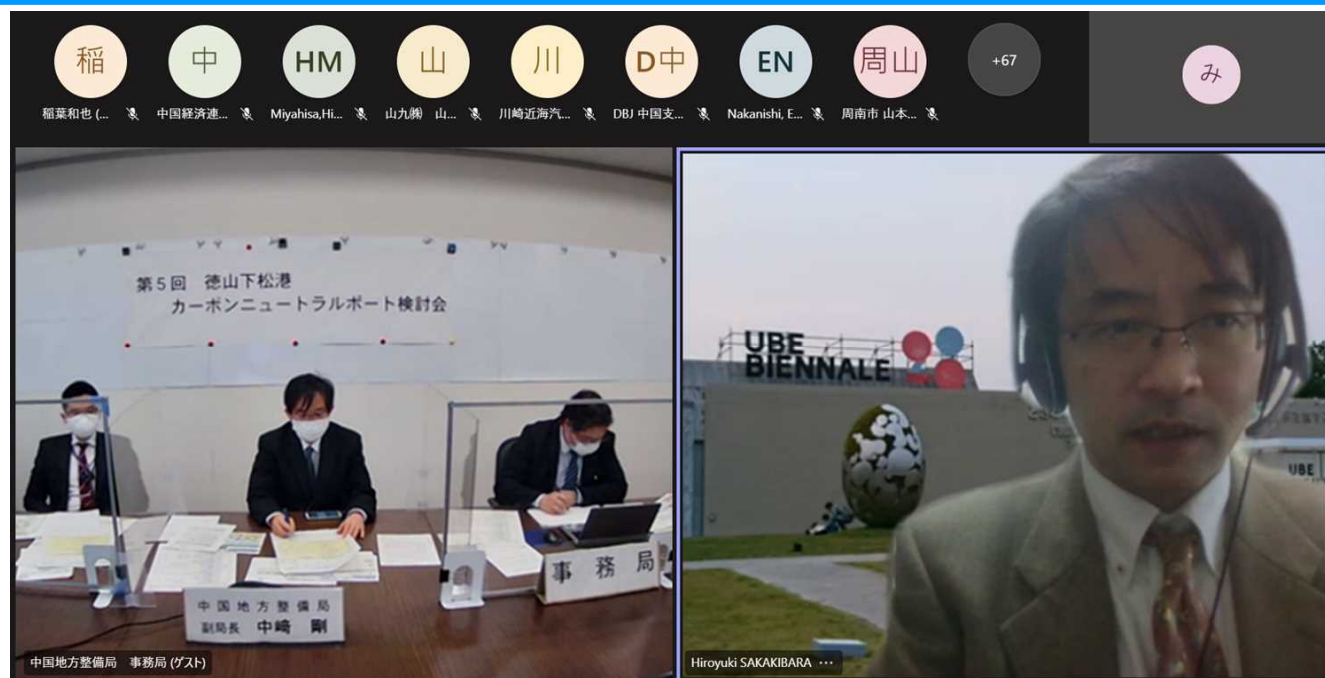 稲
中
HM
山
川
D中
EN
周山
+67
み
稲葉和也 (...
中国経済連...
Miyahisa,Hi...
山九㈱ 山...
川崎近海汽...
DBJ 中国支...
Nakanishi, E...
周南市 山本...
第5回 徳山下松港
カーボンニュートラルポート検討会
事務局
中国地方整備局
副局長 中﨑 剛
中国地方整備局 事務局 (ゲスト)
UBE
BIENNALE
UBE
Hiroyuki SAKAKIBARA ...